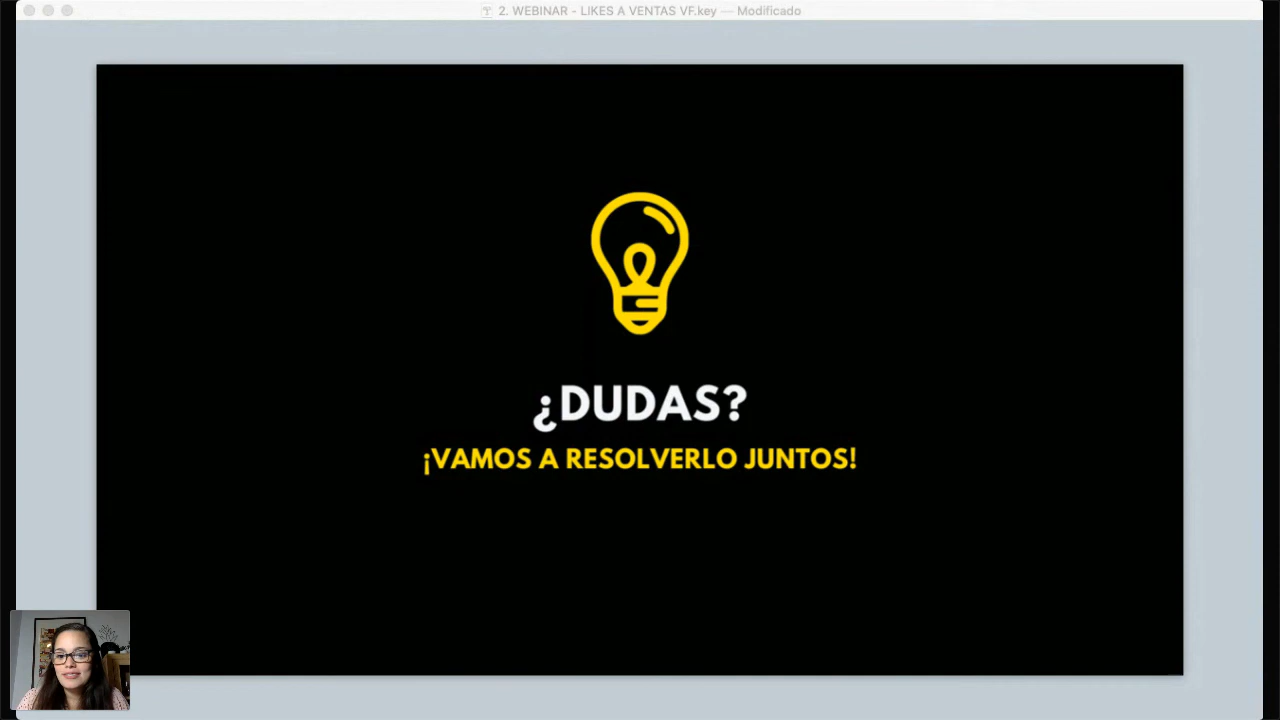 2. WEBINAR - LIKES A VENTAS VF.key — Modificado
¿DUDAS?
¡VAMOS A RESOLVERLO JUNTOS!